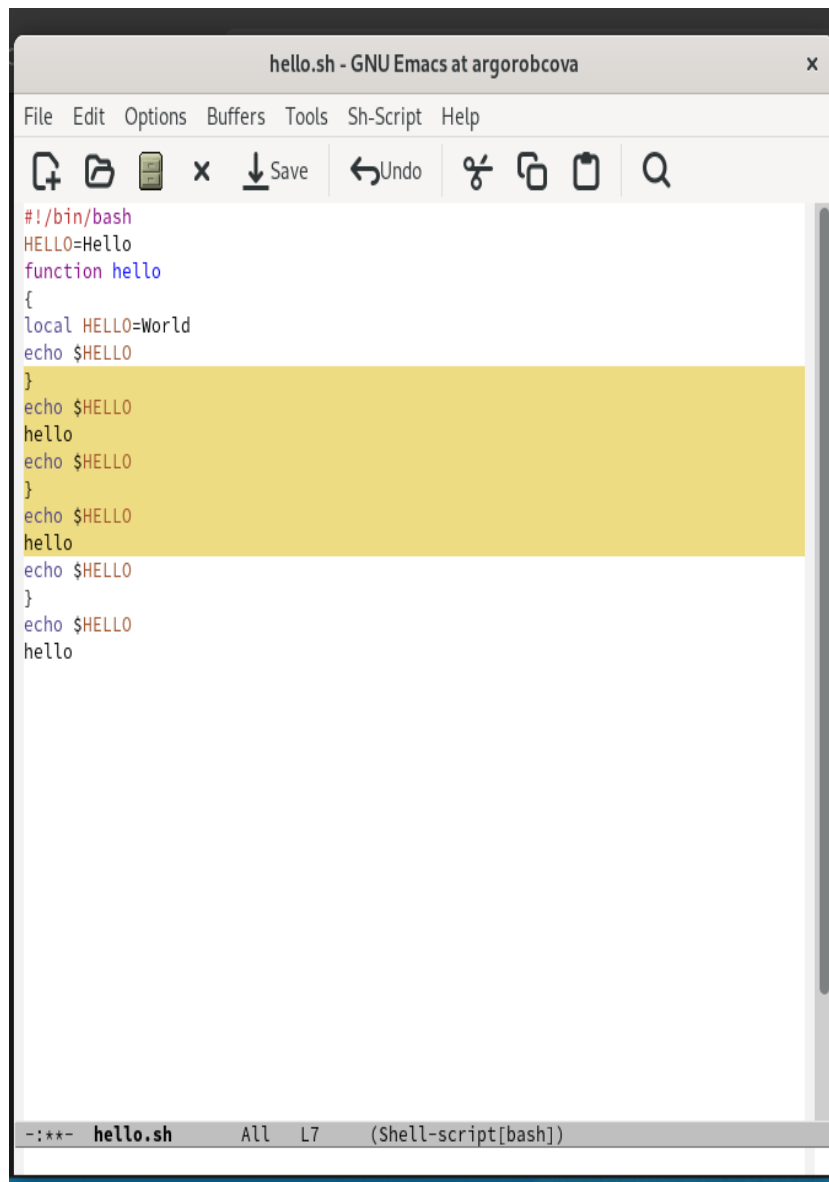 hello.sh - GNU Emacs at argorobcova x
File Edit Options Buffers Tools Sh-Script Help
Save Undo
#!/bin/bash
HELLO=Hello
function hello
{
local HELLO=World
echo $HELLO
}
echo $HELLO
hello
echo $HELLO
}
echo $HELLO
hello
echo $HELLO
}
echo $HELLO
hello
-:**- hello.sh All L7 (Shell-script[bash])